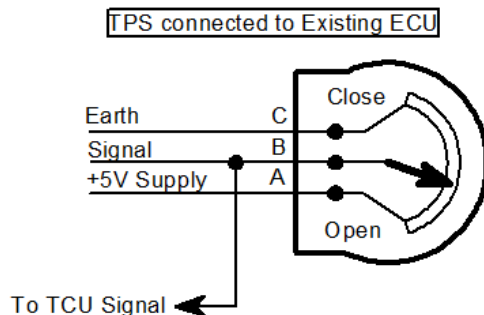 TPS connected to Existing ECU
Close
Earth C
Signal B
+5V Supply A
Open
To TCU Signal